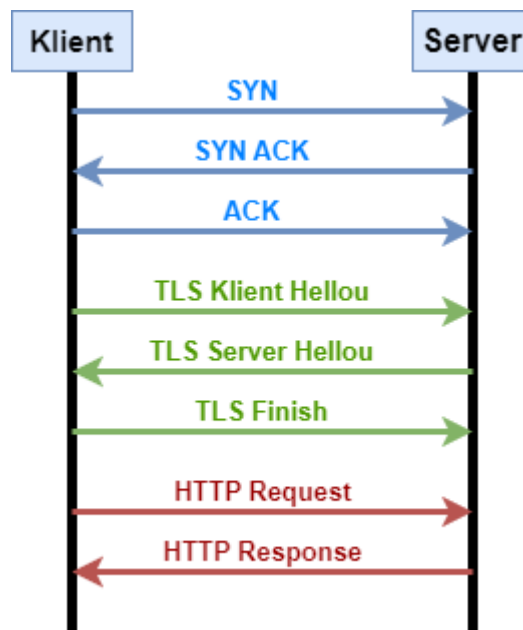 Klient
Server
SYN
SYN ACK
ACK
TLS Klient Hellou
TLS Server Hellou
TLS Finish
HTTP Request
HTTP Response